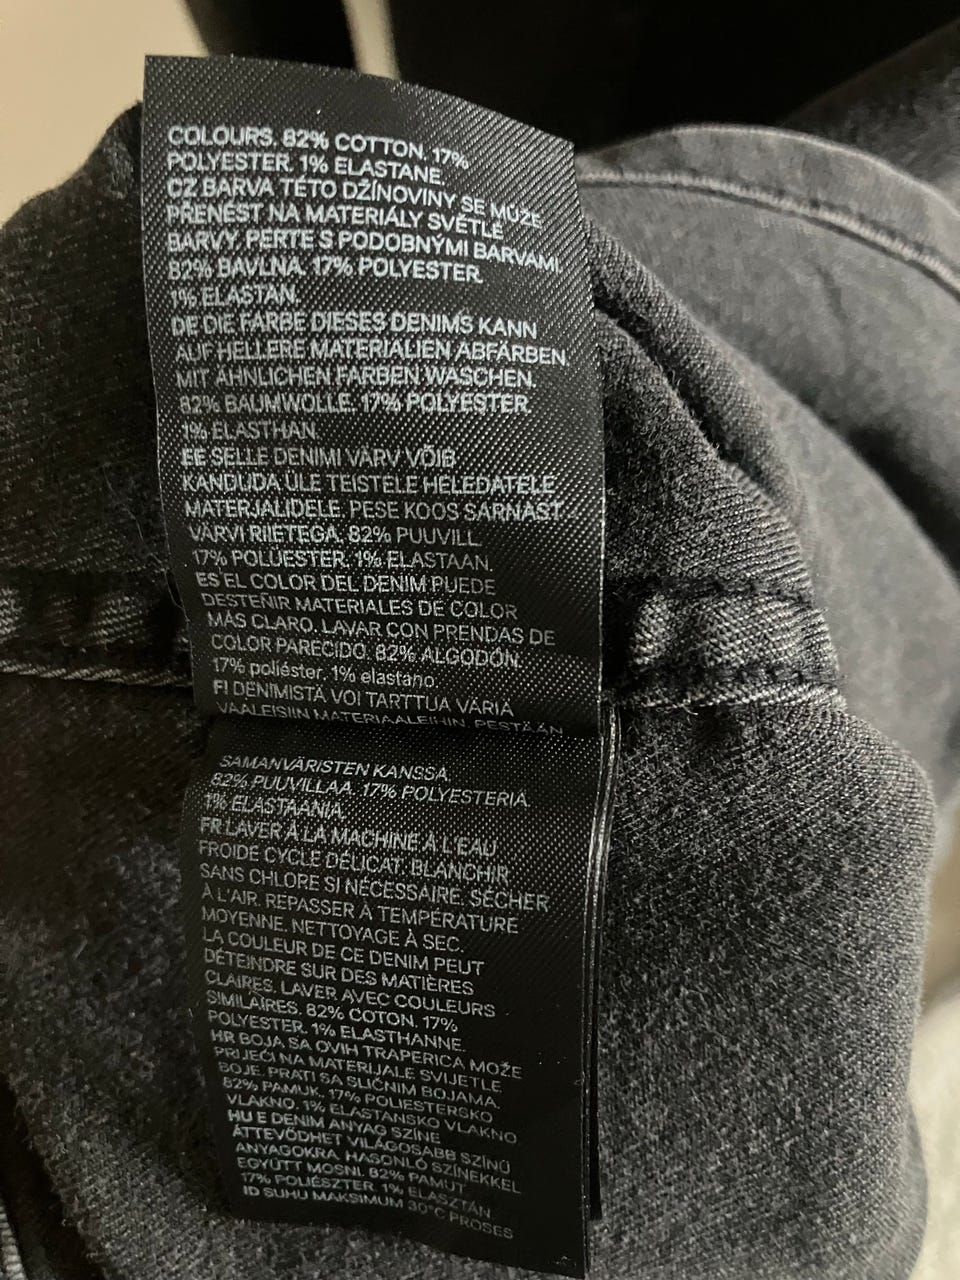 COLOURS. 82% COTTON. 17%
POLYESTER. 1% ELASTANE.
CZ BARVA TÉTO DŽÍNOVINY SE MŮŽE
PŘENÉST NA MATERIÁLY SVĚTLÉ
BARVY. PERTE S PODOBNÝMI BARVAMI.
82% BAVLNA. 17% POLYESTER.
1% ELASTAN.
DE DIE FARBE DIESES DENIMS KANN
AUF HELLERE MATERIALIEN ABFÄRBEN.
MIT ÄHNLICHEN FARBEN WASCHEN.
82% BAUMWOLLE. 17% POLYESTER.
1% ELASTHAN.
EE SELLE DENIMI VÄRV VÕIB
KANDUDA ÜLE TEISTELE HELEDATELE
MATERJALIDELE. PESE KOOS SARNAST
VÄRVI RIIETEGA. 82% PUUVILL.
17% POLÜESTER. 1% ELASTAAN.
ES EL COLOR DEL DENIM PUEDE
DESTEÑIR MATERIALES DE COLOR
MÁS CLARO. LAVAR CON PRENDAS DE
COLOR PARECIDO. 82% ALGODÓN.
17% poliéster. 1% elastano
FI DENIMISTÄ VOI TARTTUA VÄRIÄ
VAALEISIIN MATERIAALEIHIN. PESTÄÄN
SAMANVÄRISTEN KANSSA.
82% PUUVILLAA. 17% POLYESTERIA.
1% ELASTAANIA.
FR LAVER À LA MACHINE À L'EAU
FROIDE CYCLE DÉLICAT. BLANCHIR
SANS CHLORE SI NÉCESSAIRE. SÉCHER
À L'AIR. REPASSER À TEMPÉRATURE
MOYENNE. NETTOYAGE À SEC.
LA COULEUR DE CE DENIM PEUT
DÉTEINDRE SUR DES MATIÈRES
CLAIRES. LAVER AVEC COULEURS
SIMILAIRES. 82% COTON. 17%
POLYESTER. 1% ELASTHANNE.
HR BOJA SA OVIH TRAPERICA MOŽE
PRIJEĆI NA MATERIJALE SVIJETLE
BOJE. PRATI SA SLIČNIM BOJAMA.
82% PAMUK. 17% POLIESTERSKO
VLAKNO. 1% ELASTANSKO VLAKNO
HU E DENIM ANYAG SZÍNE
ÁTTEVŐDHET VILÁGOSABB SZÍNŰ
ANYAGOKRA. HASONLÓ SZÍNEKKEL
EGYÜTT MOSNI. 82% PAMUT.
17% POLIÉSZTER. 1% ELASZTÁN
ID SUHU MAKSIMUM 30°C PROSES